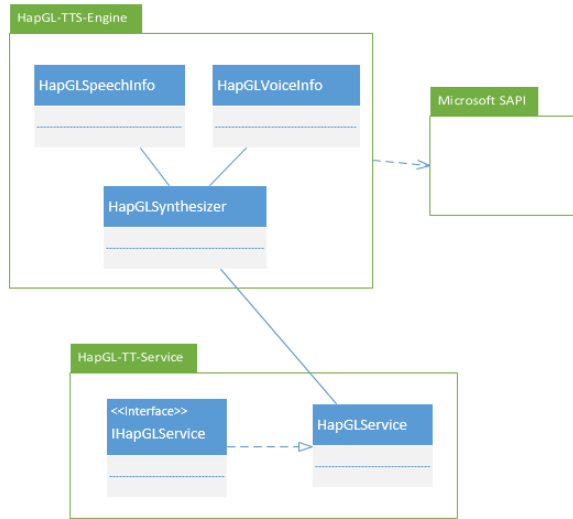 HapGL-TTS-Engine
HapGLSpeechInfo
HapGLVoiceInfo
Microsoft SAPI
HapGLSynthesizer
HapGL-TT-Service
<<Interface>>
IHapGLService
HapGLService